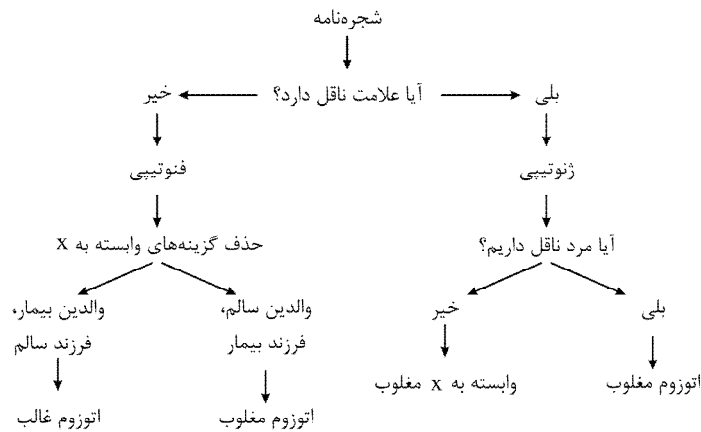 شجره‌نامه
آیا علامت ناقل دارد؟
بلی
خیر
ژنوتیپی
فنوتیپی
آیا مرد ناقل داریم؟
حذف گزینه‌های وابسته به x
بلی
خیر
والدین سالم،
فرزند بیمار
والدین بیمار،
فرزند سالم
اتوزوم مغلوب
وابسته به x مغلوب
اتوزوم مغلوب
اتوزوم غالب